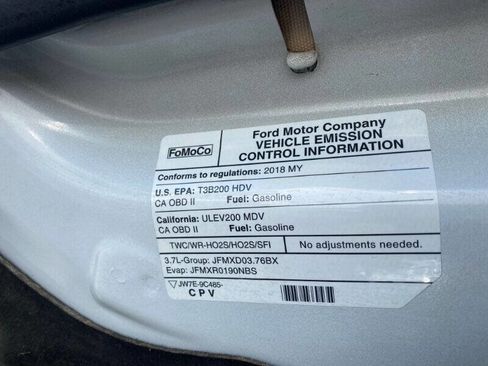 FoMoCo
Ford Motor Company
VEHICLE EMISSION
CONTROL INFORMATION
Conforms to regulations: 2018 MY
U.S. EPA: T3B200 HDV
CA OBD II Fuel: Gasoline
California: ULEV200 MDV
CA OBD II Fuel: Gasoline
TWC/WR-HO2S/HO2S/SFI No adjustments needed.
3.7L-Group: JFMXD03.76BX
Evap: JFMXR0190NBS
JW7E-9C485-
CPV